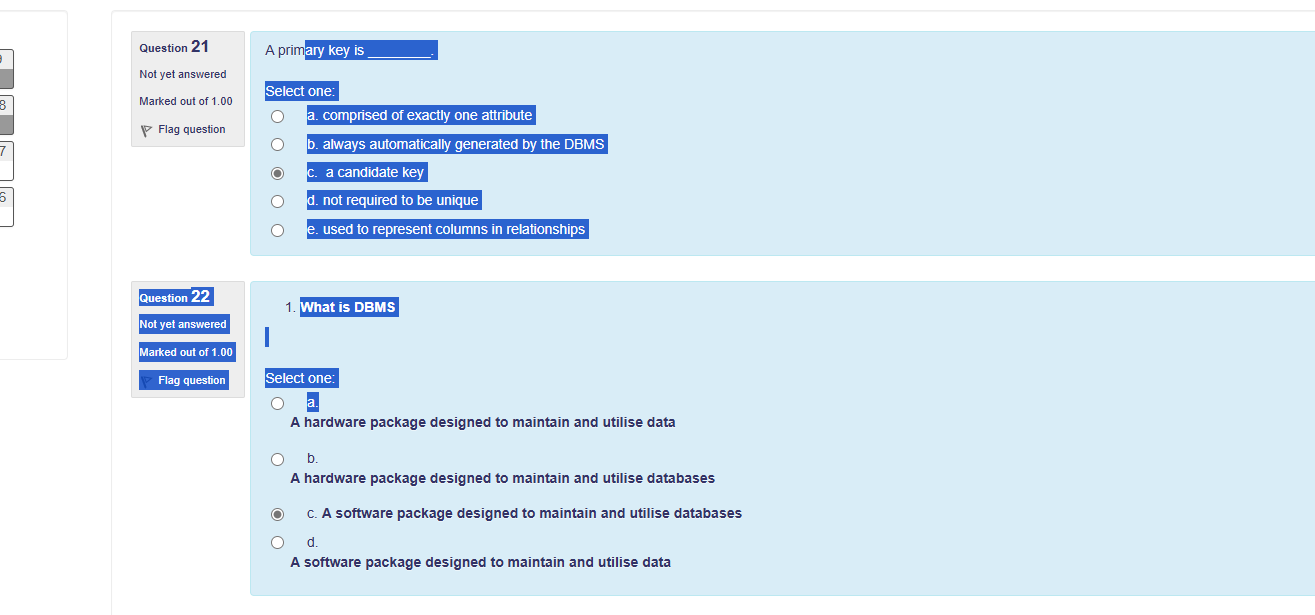 9
8
7
6
Question 21
Not yet answered
Marked out of 1.00
Flag question
A primary key is _________.
Select one:
a. comprised of exactly one attribute
b. always automatically generated by the DBMS
c. a candidate key
d. not required to be unique
e. used to represent columns in relationships
Question 22
Not yet answered
Marked out of 1.00
Flag question
1. What is DBMS
Select one:
a.
A hardware package designed to maintain and utilise data
b.
A hardware package designed to maintain and utilise databases
c. A software package designed to maintain and utilise databases
d.
A software package designed to maintain and utilise data